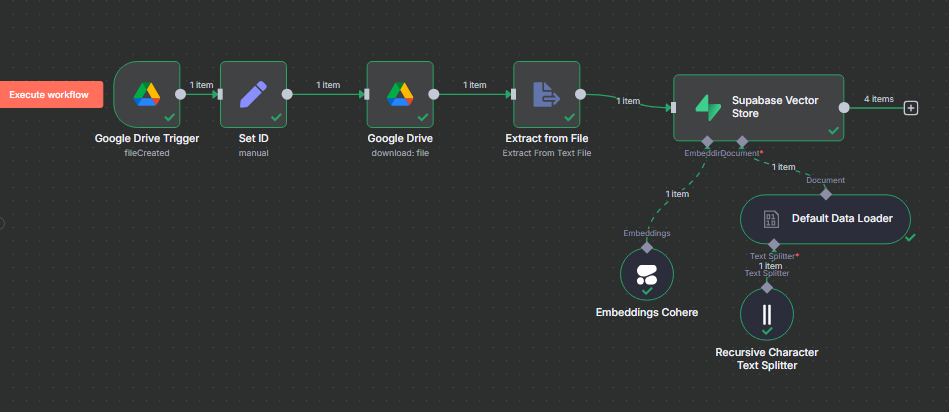 Execute workflow
1 item
1 item
1 item
1 item
4 items
Google Drive Trigger
fileCreated
Set ID
manual
Google Drive
download: file
Extract from File
Extract From Text File
Supabase Vector
Store
Embedding
Document*
1 item
1 item
Document
Default Data Loader
Embeddings
Embeddings Cohere
Text Splitter*
1 item
Text Splitter
Recursive Character
Text Splitter